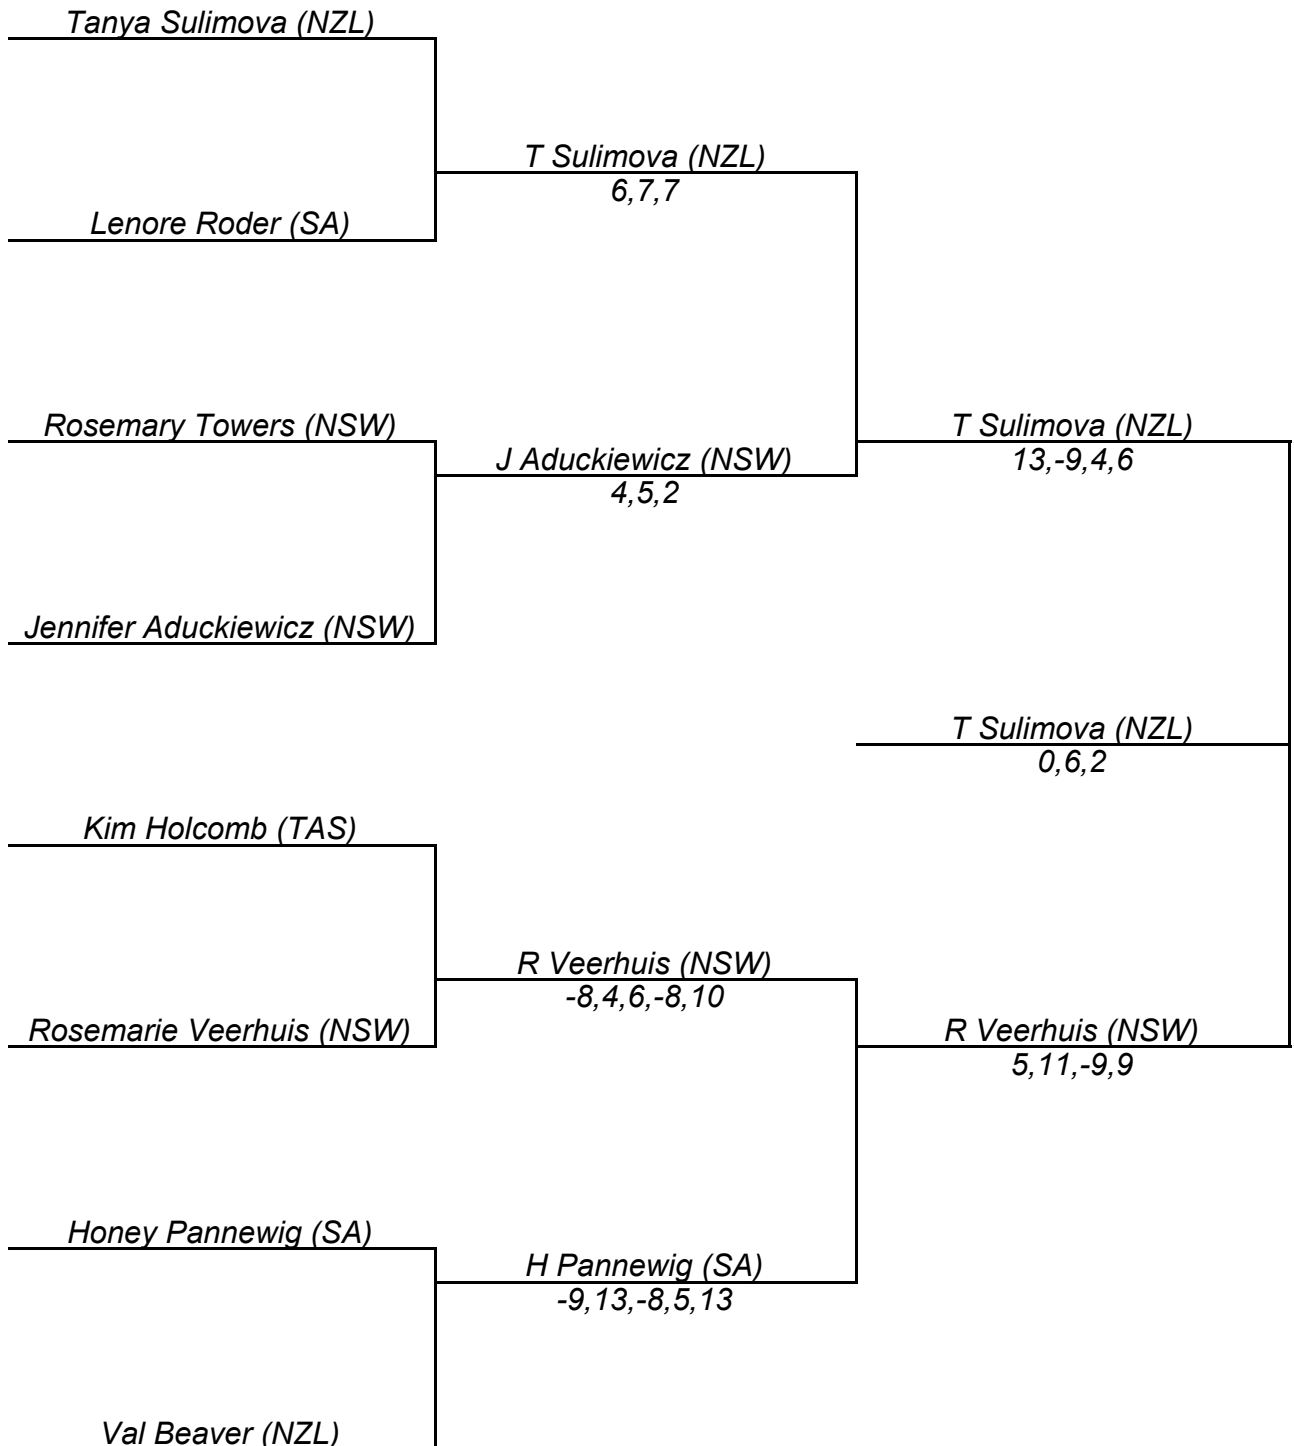 Tanya Sulimova (NZL)
T Sulimova (NZL)
6,7,7
Lenore Roder (SA)
Rosemary Towers (NSW)
T Sulimova (NZL)
13,-9,4,6
J Aduckiewicz (NSW)
4,5,2
Jennifer Aduckiewicz (NSW)
T Sulimova (NZL)
0,6,2
Kim Holcomb (TAS)
R Veerhuis (NSW)
-8,4,6,-8,10
Rosemarie Veerhuis (NSW)
R Veerhuis (NSW)
5,11,-9,9
Honey Pannewig (SA)
H Pannewig (SA)
-9,13,-8,5,13
Val Beaver (NZL)